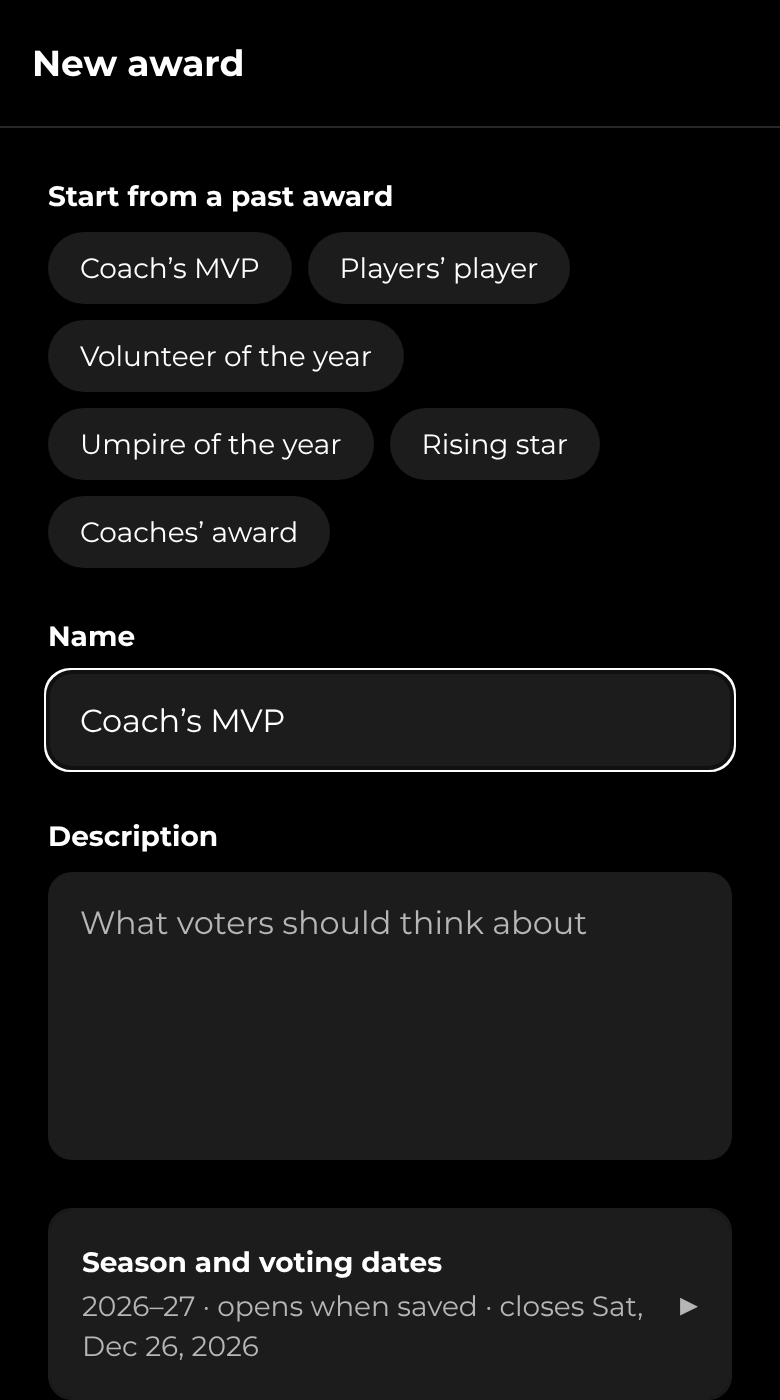 New award
Start from a past award
Coach’s MVP
Players’ player
Volunteer of the year
Umpire of the year
Rising star
Coaches’ award
Name
Coach’s MVP
Description
What voters should think about
Season and voting dates
2026–27 · opens when saved · closes Sat,
Dec 26, 2026